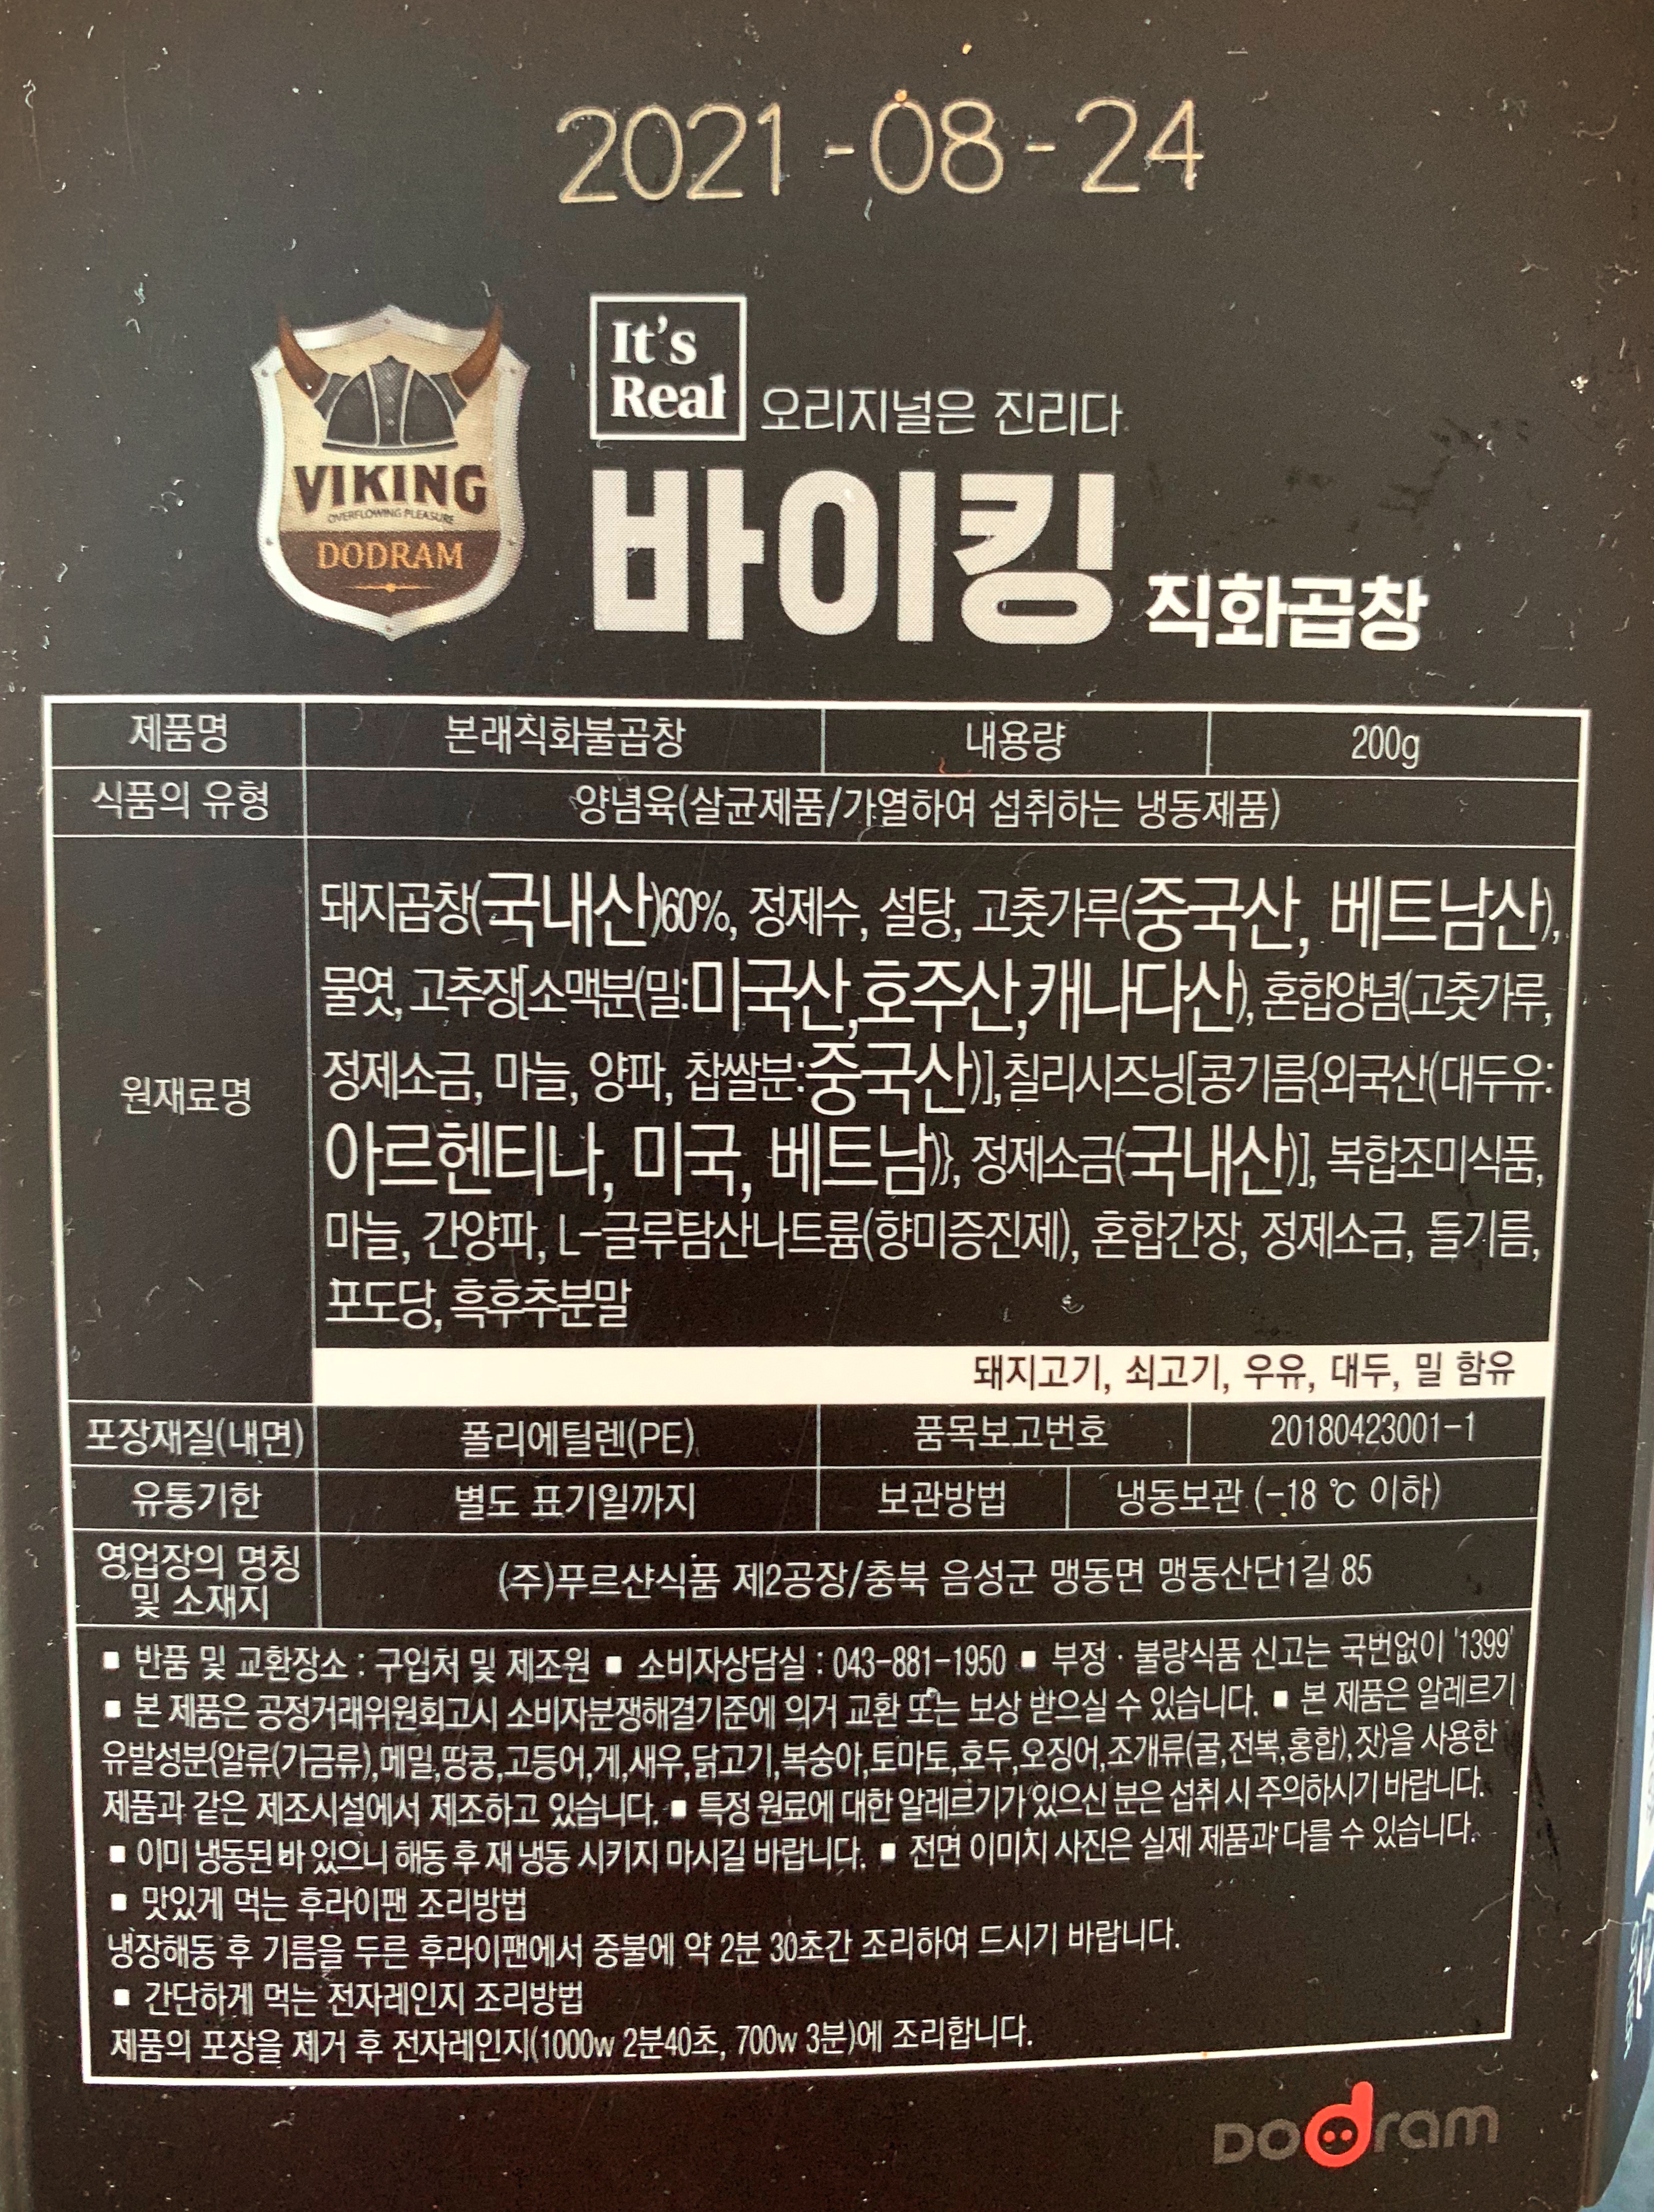 2021-08-24
It's
Real 오리지널은 진리다
VIKING
OVERFLOWING PLEASURE
DODRAM
바이킹 직화곱창
제품명 본래직화불곱창 내용량 200g
식품의 유형 양념육(살균제품/가열하여 섭취하는 냉동제품)
원재료명
돼지곱창(국내산)60%, 정제수, 설탕, 고춧가루(중국산, 베트남산),
물엿, 고추장[소맥분(밀:미국산,호주산,캐나다산), 혼합양념(고춧가루,
정제소금, 마늘, 양파, 찹쌀분:중국산)],칠리시즈닝[콩기름{외국산(대두유:
아르헨티나, 미국, 베트남)}, 정제소금(국내산)], 복합조미식품,
마늘, 간양파, L-글루탐산나트륨(향미증진제), 혼합간장, 정제소금, 들기름,
포도당, 흑후추분말
돼지고기, 쇠고기, 우유, 대두, 밀 함유
포장재질(내면) 폴리에틸렌(PE) 품목보고번호 20180423001-1
유통기한 별도 표기일까지 보관방법 냉동보관 (-18 ℃ 이하)
영업장의 명칭
및 소재지
(주)푸르샨식품 제2공장/충북 음성군 맹동면 맹동산단1길 85
▪ 반품 및 교환장소 : 구입처 및 제조원 ▪ 소비자상담실 : 043-881-1950 ▪ 부정 · 불량식품 신고는 국번없이 '1399'
▪ 본 제품은 공정거래위원회고시 소비자분쟁해결기준에 의거 교환 또는 보상 받으실 수 있습니다. ▪ 본 제품은 알레르기
유발성분{알류(가금류),메밀,땅콩,고등어,게,새우,닭고기,복숭아,토마토,호두,오징어,조개류(굴,전복,홍합),잣}을 사용한
제품과 같은 제조시설에서 제조하고 있습니다. ▪ 특정 원료에 대한 알레르기가 있으신 분은 섭취 시 주의하시기 바랍니다.
▪ 이미 냉동된 바 있으니 해동 후 재 냉동 시키지 마시길 바랍니다. ▪ 전면 이미지 사진은 실제 제품과 다를 수 있습니다.
▪ 맛있게 먹는 후라이팬 조리방법
냉장해동 후 기름을 두른 후라이팬에서 중불에 약 2분 30초간 조리하여 드시기 바랍니다.
▪ 간단하게 먹는 전자레인지 조리방법
제품의 포장을 제거 후 전자레인지(1000w 2분40초, 700w 3분)에 조리합니다.
DOdram